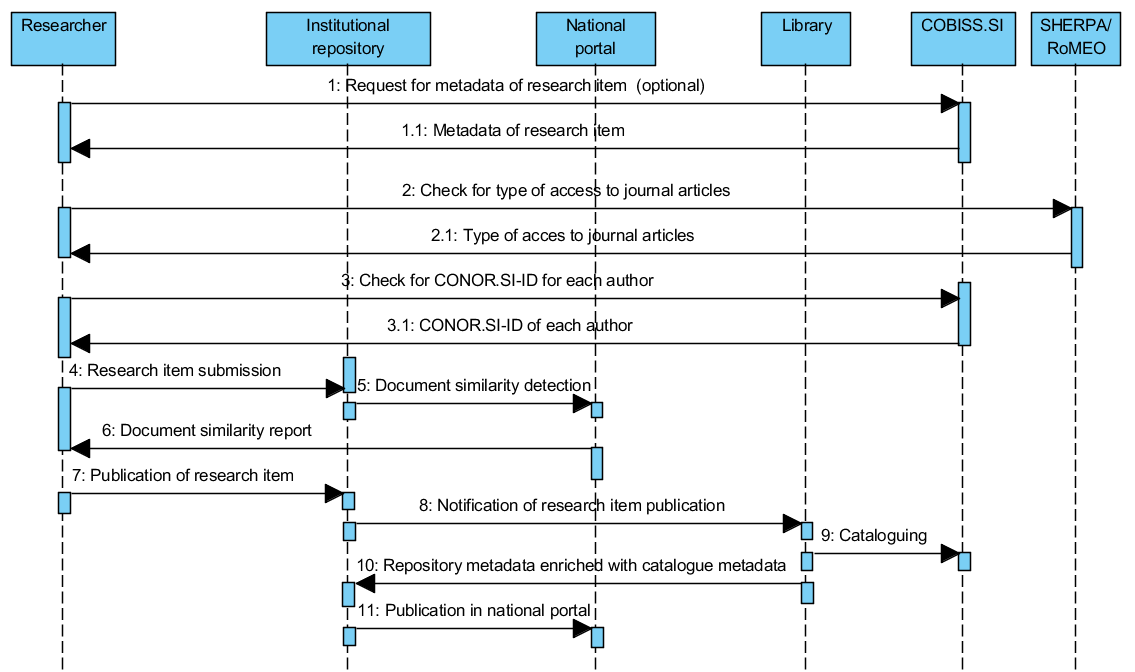 Researcher
Institutional
repository
National
portal
Library
COBISS.SI
SHERPA/
RoMEO
1: Request for metadata of research item  (optional)
1.1: Metadata of research item
2: Check for type of access to journal articles
2.1: Type of acces to journal articles
3: Check for CONOR.SI-ID for each author
3.1: CONOR.SI-ID of each author
4: Research item submission
5: Document similarity detection
6: Document similarity report
7: Publication of research item
8: Notification of research item publication
9: Cataloguing
10: Repository metadata enriched with catalogue metadata
11: Publication in national portal